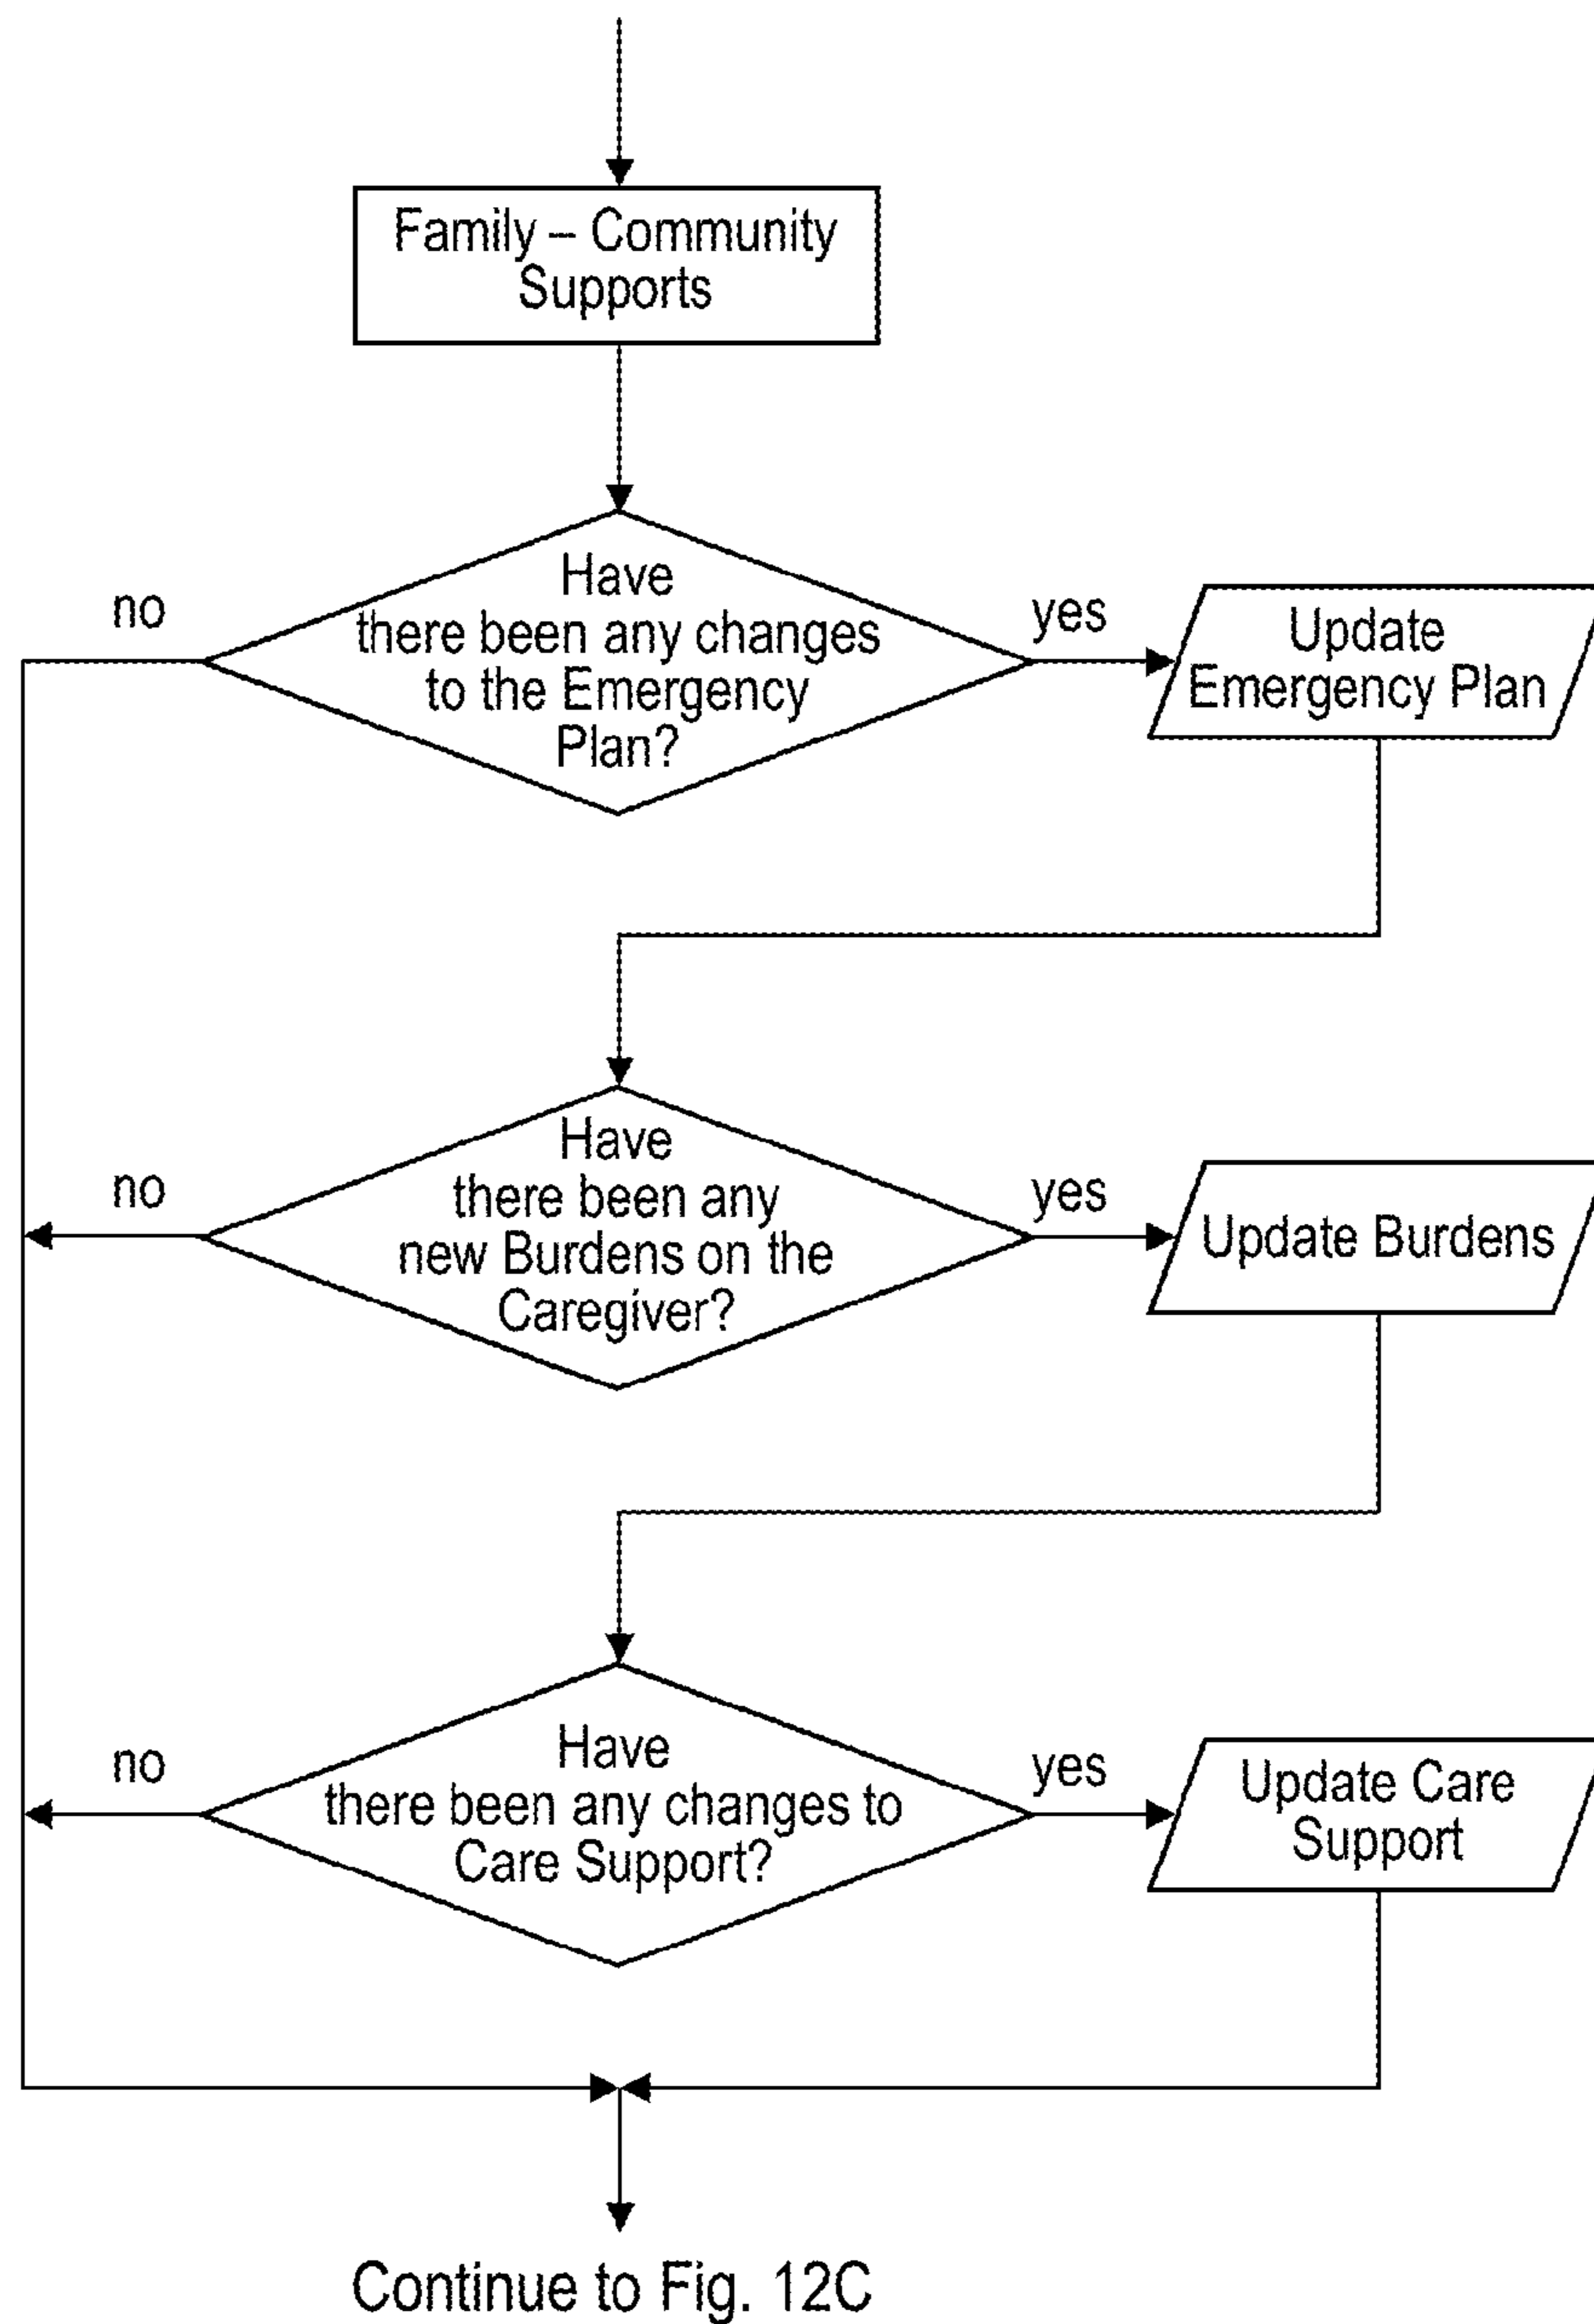 Family – Community
Supports
Have
there been any changes
to the Emergency
Plan?
no
yes
Update
Emergency Plan
Have
there been any
new Burdens on the
Caregiver?
no
yes
Update Burdens
Have
there been any changes to
Care Support?
no
yes
Update Care
Support
Continue to Fig. 12C